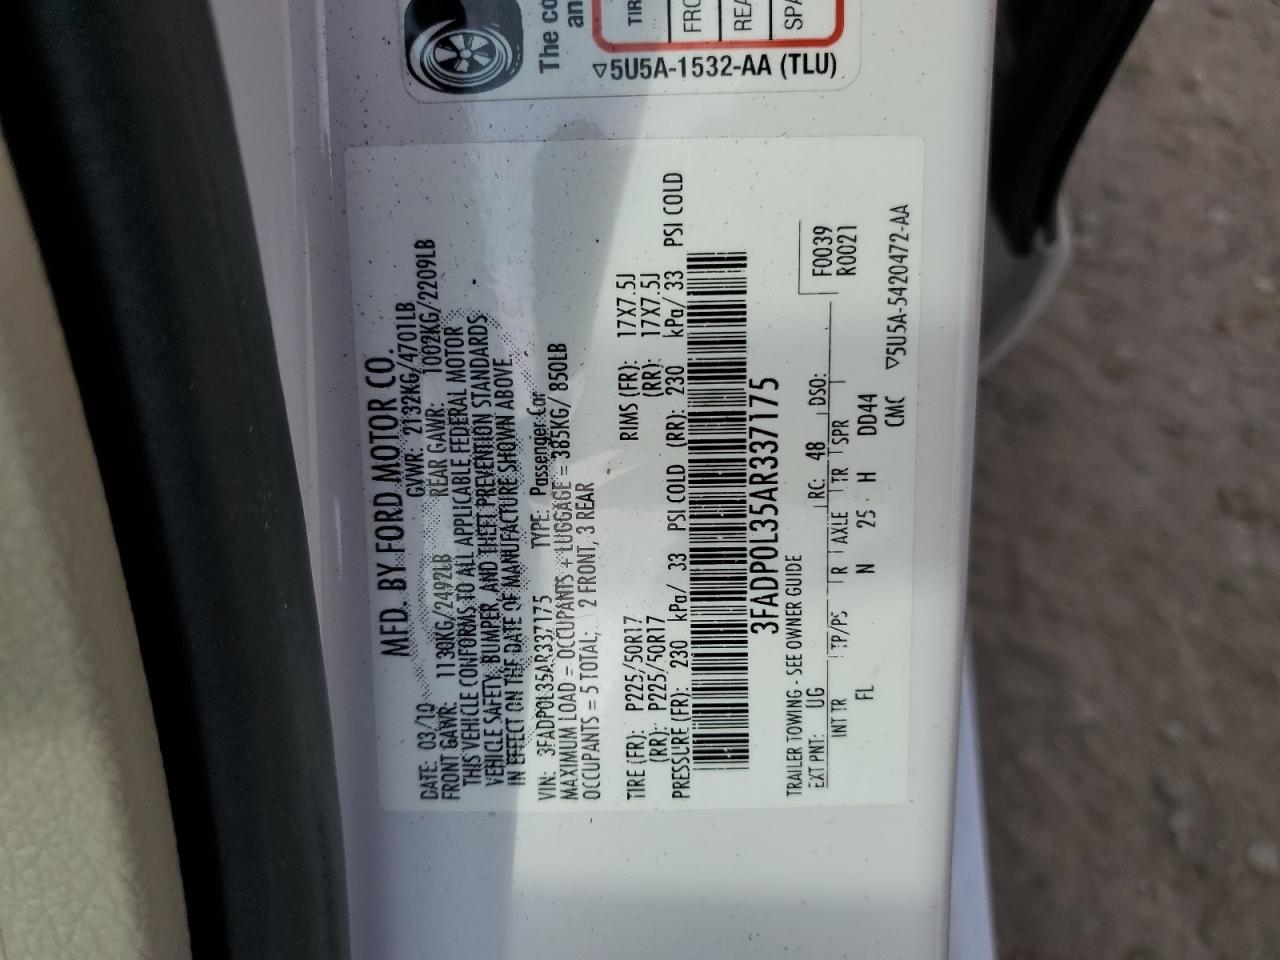 The co
an
TIR
FRO
REA
SPA
▽5U5A-1532-AA (TLU)
MFD. BY FORD MOTOR CO.
DATE: 03/10 GVWR: 2132KG/4701LB
FRONT GAWR: 1130KG/2492LB REAR GAWR: 1002KG/2209LB
THIS VEHICLE CONFORMS TO ALL APPLICABLE FEDERAL MOTOR
VEHICLE SAFETY, BUMPER, AND THEFT PREVENTION STANDARDS
IN EFFECT ON THE DATE OF MANUFACTURE SHOWN ABOVE.
VIN: 3FADP0L35AR337175 TYPE: Passenger Car
MAXIMUM LOAD = OCCUPANTS + LUGGAGE = 385KG/ 850LB
OCCUPANTS = 5 TOTAL; 2 FRONT, 3 REAR
TIRE (FR): P225/50R17 RIMS (FR): 17X7.5J
(RR): P225/50R17 (RR): 17X7.5J
PRESSURE (FR): 230 kPa/ 33 PSI COLD (RR): 230 kPa/ 33 PSI COLD
3FADP0L35AR337175
TRAILER TOWING - SEE OWNER GUIDE
EXT PNT: UG RC: 48 DSO: F0039
INT TR TP/PS R AXLE TR SPR R0021
FL N 25 H DD44
CMC
▽5U5A-5420472-AA